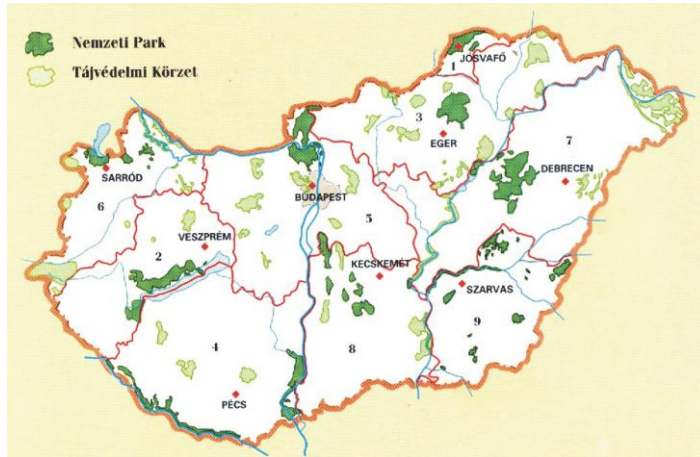 Nemzeti Park
Tájvédelmi Körzet
1
JÓSVAFŐ
3
EGER
7
DEBRECEN
SARRÓD
6
BUDAPEST
5
VESZPRÉM
2
KECSKEMÉT
SZARVAS
9
8
4
PÉCS